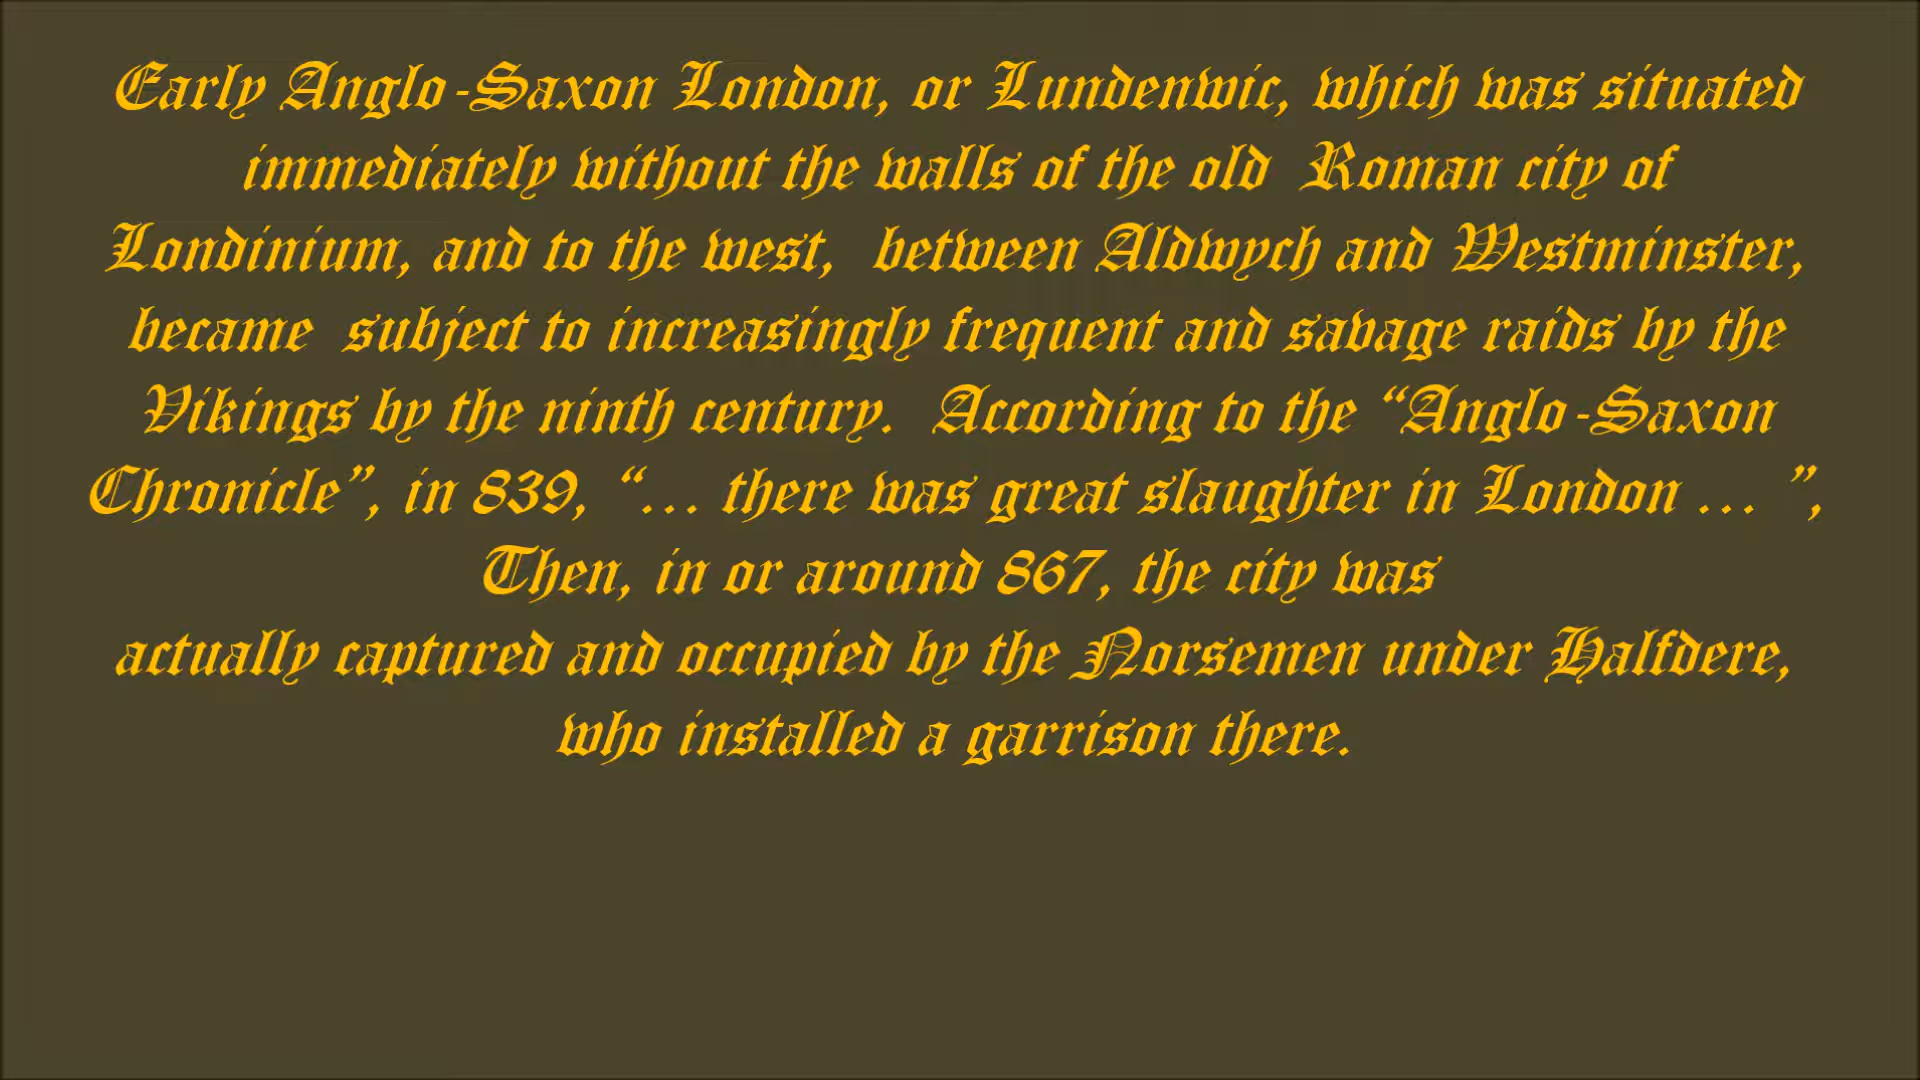 Early Anglo-Saxon London, or Lundenwic, which was situated
immediately without the walls of the old Roman city of
Londinium, and to the west, between Aldwych and Westminster,
became subject to increasingly frequent and savage raids by the
Vikings by the ninth century. According to the “Anglo-Saxon
Chronicle”, in 839, “… there was great slaughter in London … ”,
Then, in or around 867, the city was
actually captured and occupied by the Norsemen under Halfdere,
who installed a garrison there.